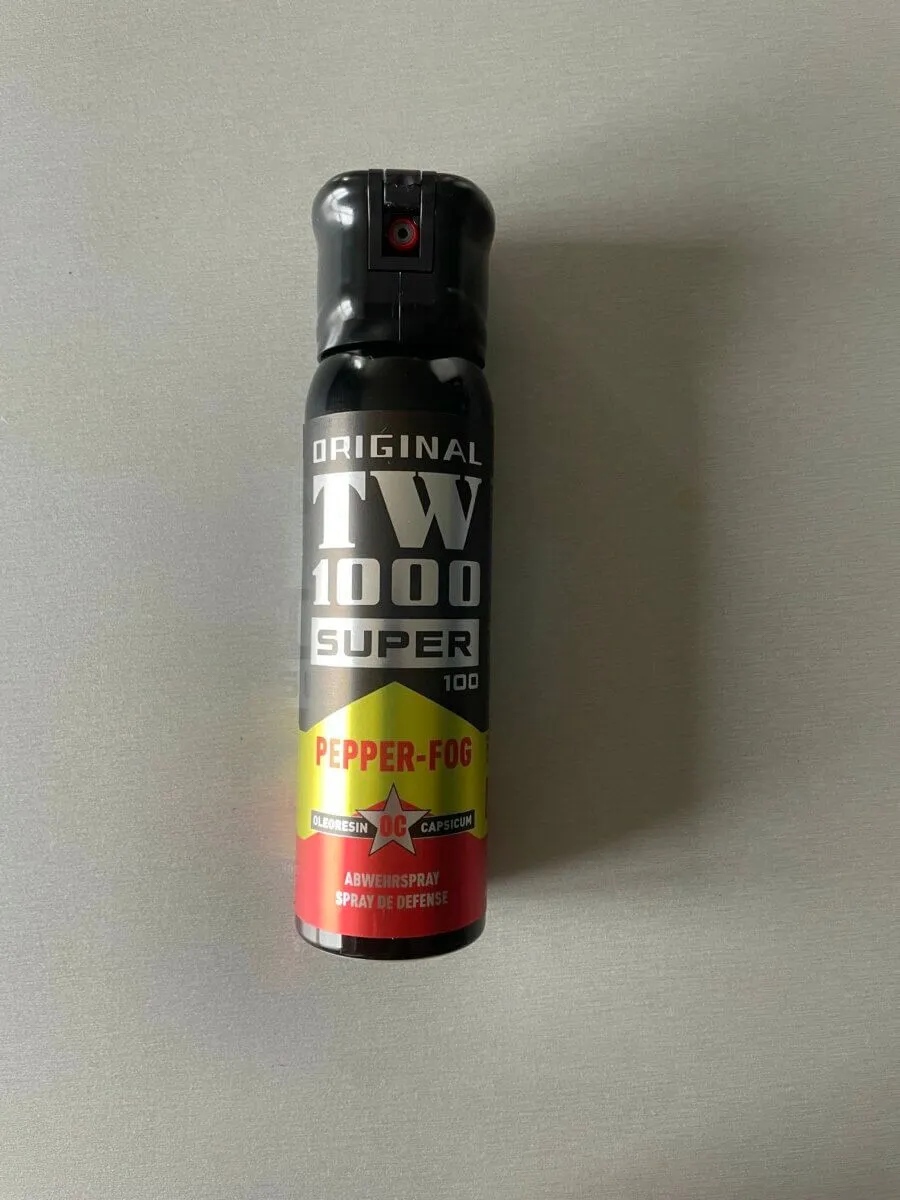 ORIGINAL
TW
1000
SUPER
100
PEPPER-FOG
OLEORESIN OC CAPSICUM
ABWEHRSPRAY
SPRAY DE DEFENSE